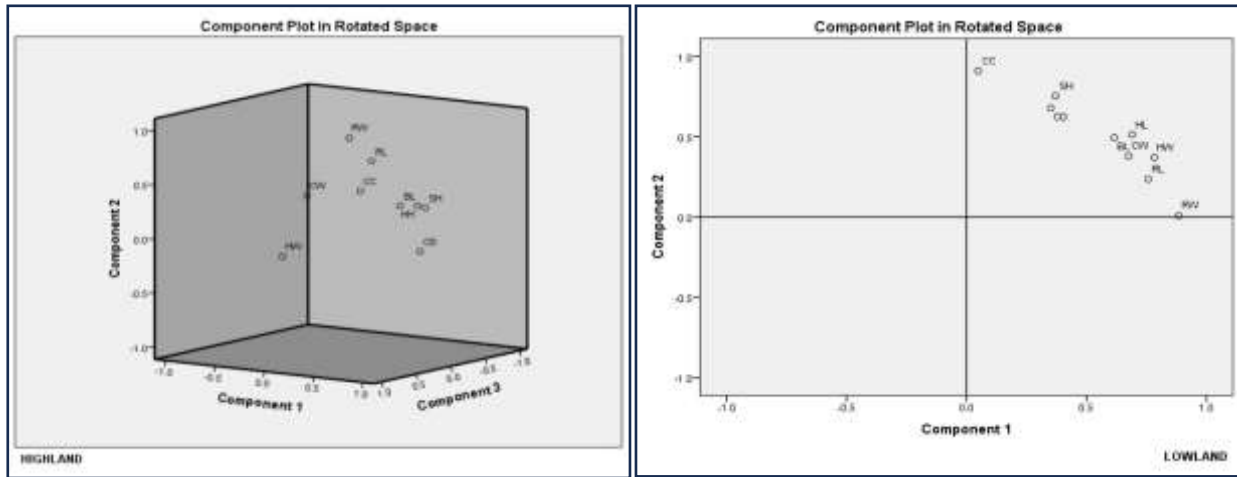 Component Plot in Rotated Space
Component 2
1.0
0.5
0.0
-0.5
-1.0
RW
RL
CW
CC
BL
SH
HH
CD
HW
-1.0
-0.5
0.0
0.5
1.0
1.0
0.5
0.0
-0.5
-1.0
Component 1
Component 3
HIGHLAND
Component Plot in Rotated Space
Component 2
1.0
0.5
0.0
-0.5
-1.0
CC
SH
HL
BL
CW
HW
RL
RW
-1.0
-0.5
0.0
0.5
1.0
Component 1
LOWLAND